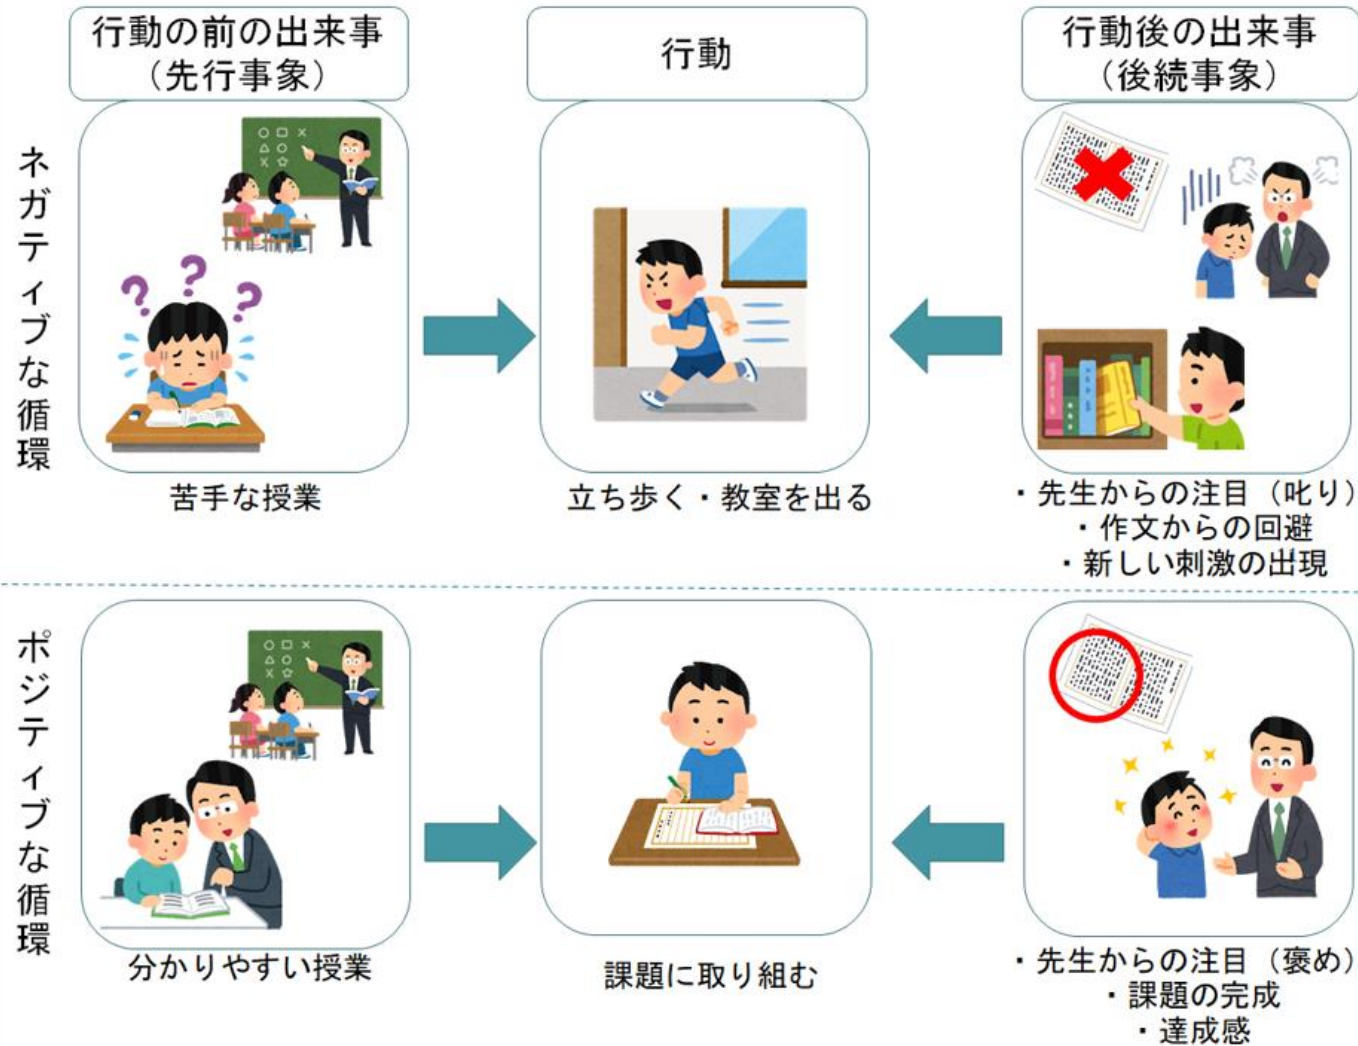 行動の前の出来事
（先行事象）
行動
行動後の出来事
（後続事象）
ネガティブな循環
苦手な授業
立ち歩く・教室を出る
・先生からの注目（叱り）
・作文からの回避
・新しい刺激の出現
ポジティブな循環
分かりやすい授業
課題に取り組む
・先生からの注目（褒め）
・課題の完成
・達成感